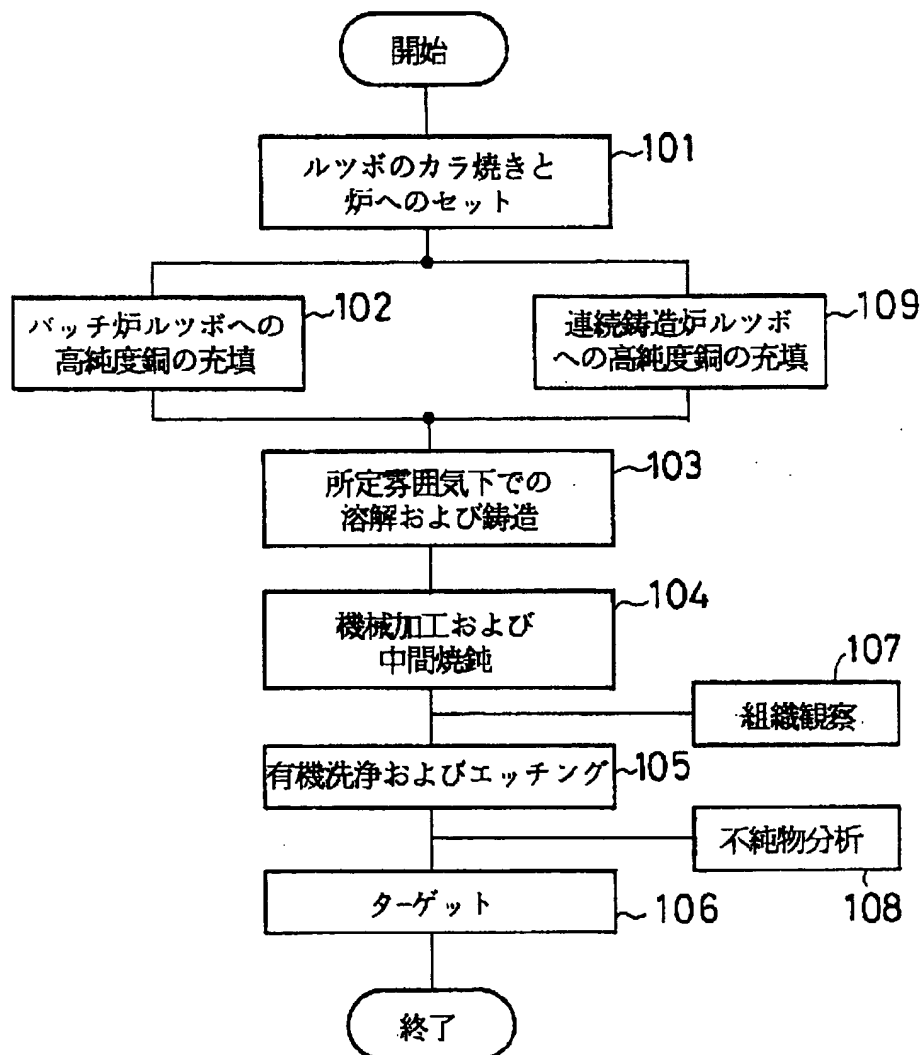 開始
ルツボのカラ焼きと
炉へのセット
101
バッチ炉ルツボへの
高純度銅の充填
102
連続鋳造炉ルツボ
への高純度銅の充填
109
所定雰囲気下での
溶解および鋳造
103
機械加工および
中間焼鈍
104
組織観察
107
有機洗浄およびエッチング
105
不純物分析
108
ターゲット
106
終了